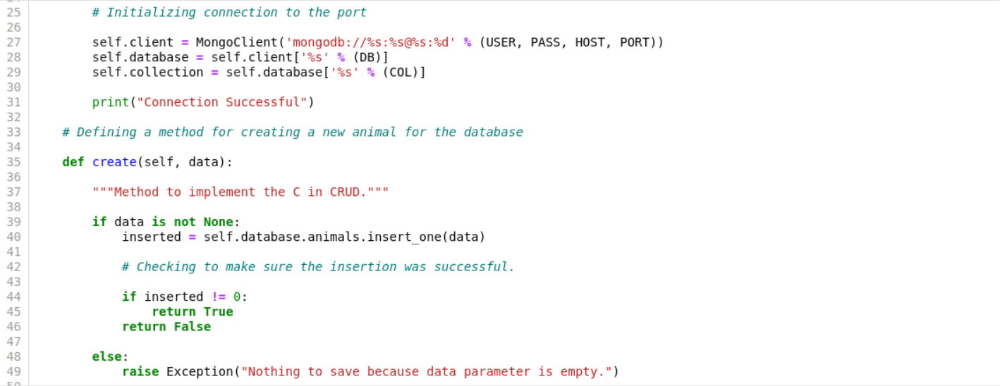 25 # Initializing connection to the port
26
27 self.client = MongoClient('mongodb://%s:%s@%s:%d' % (USER, PASS, HOST, PORT))
28 self.database = self.client['%s' % (DB)]
29 self.collection = self.database['%s' % (COL)]
30
31 print("Connection Successful")
32
33 # Defining a method for creating a new animal for the database
34
35 def create(self, data):
36
37 """Method to implement the C in CRUD."""
38
39 if data is not None:
40 inserted = self.database.animals.insert_one(data)
41
42 # Checking to make sure the insertion was successful.
43
44 if inserted != 0:
45 return True
46 return False
47
48 else:
49 raise Exception("Nothing to save because data parameter is empty.")